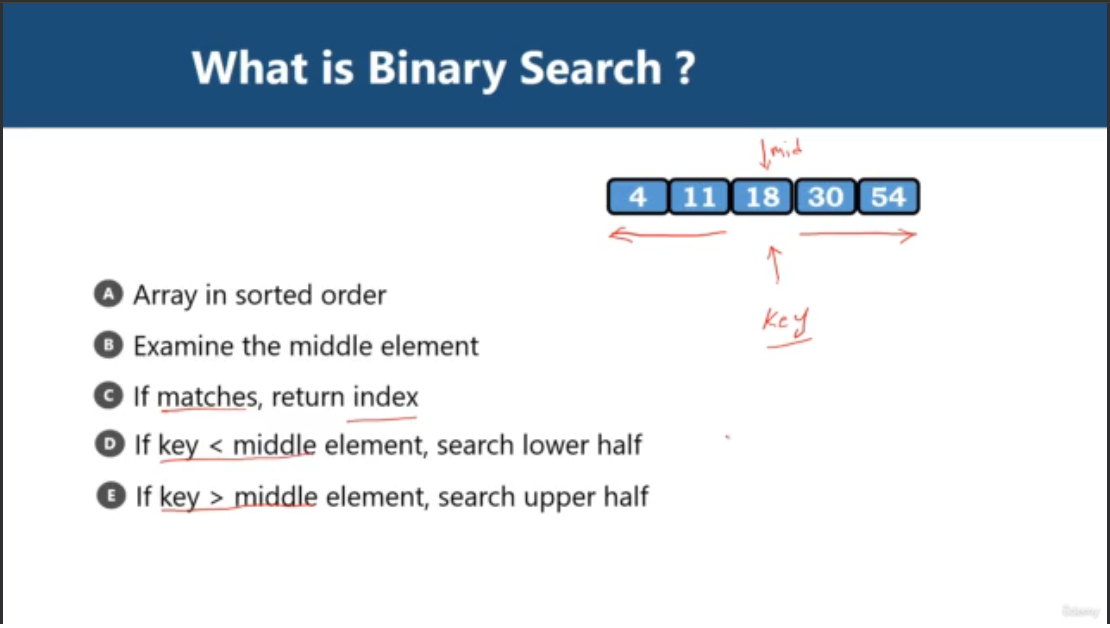 What is Binary Search ?
mid
4 11 18 30 54
key
A Array in sorted order
B Examine the middle element
C If matches, return index
D If key < middle element, search lower half
E If key > middle element, search upper half
Udemy